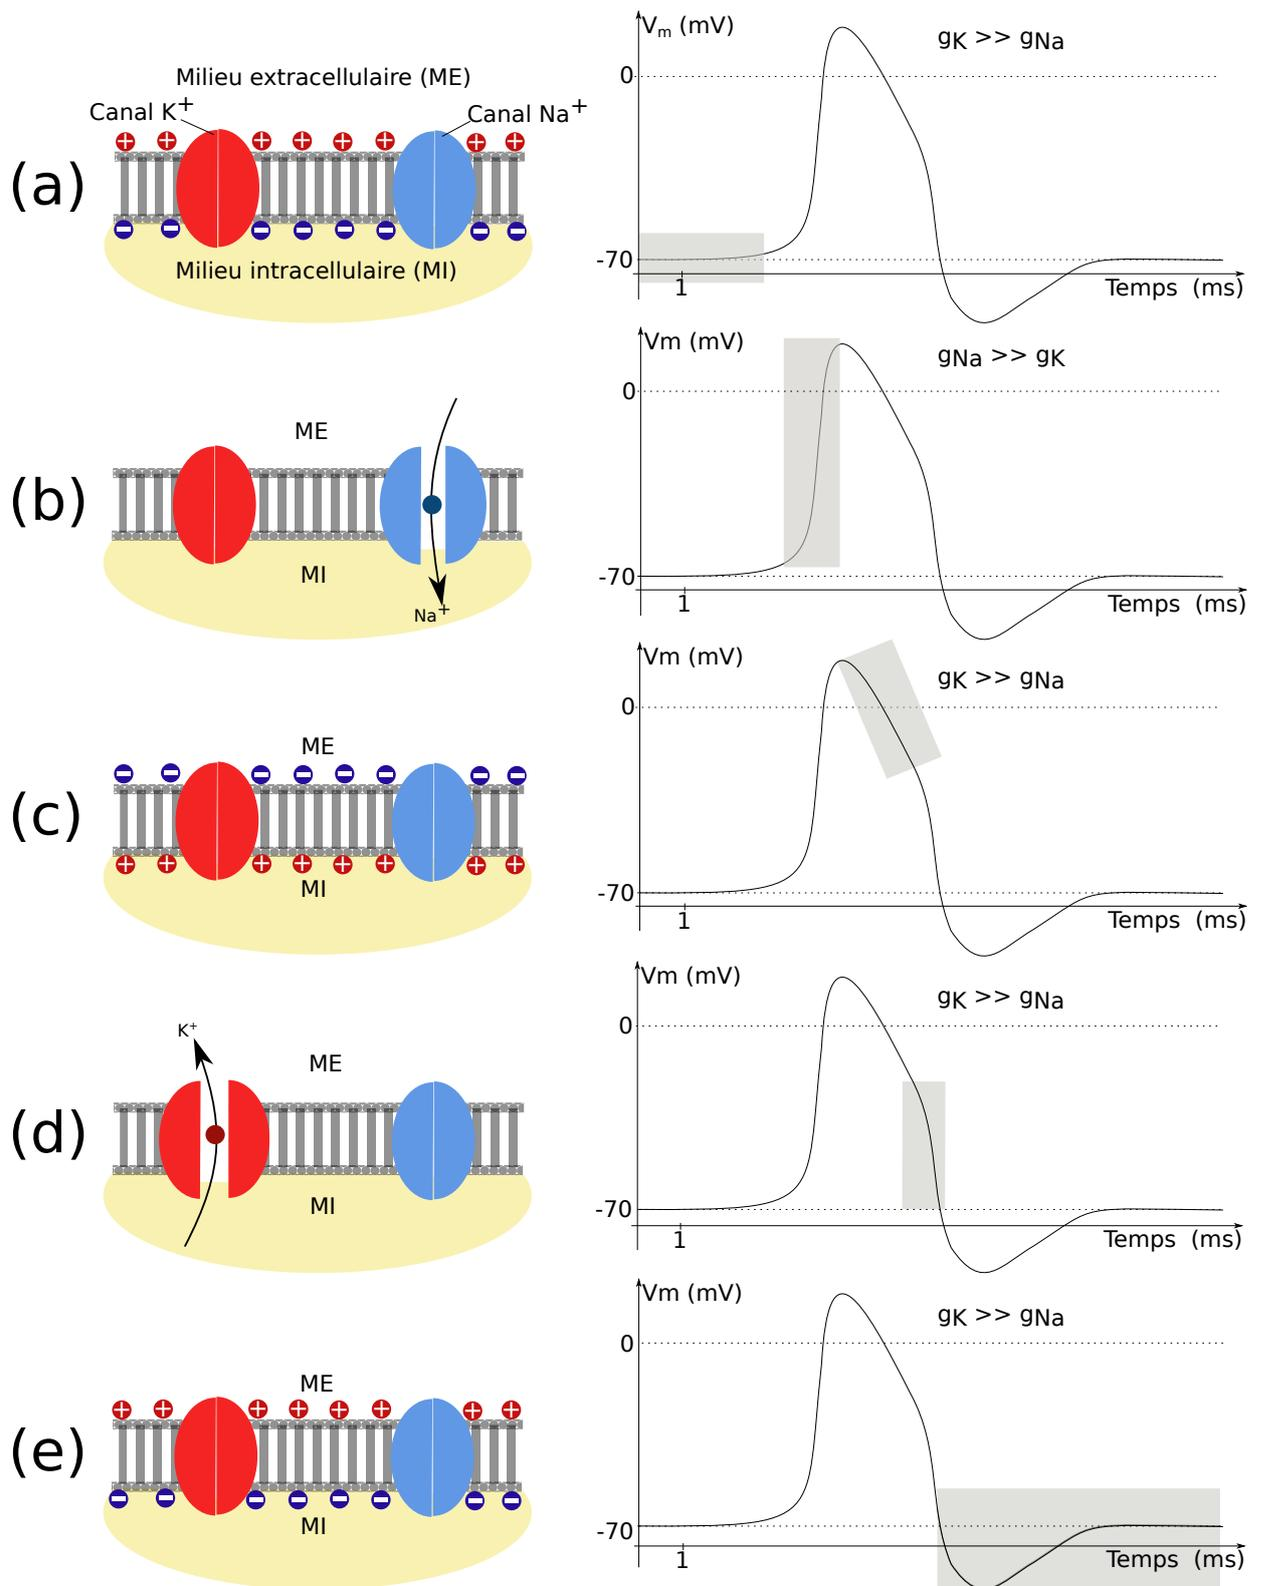 Vm (mV)
gK >> gNa
Milieu extracellulaire (ME)
0
Canal K+
Canal Na+
(a)
-70
Milieu intracellulaire (MI)
1
Temps (ms)
Vm (mV)
gNa >> gK
0
ME
(b)
MI
-70
1
Temps (ms)
Na+
Vm (mV)
gK >> gNa
0
ME
(c)
MI
-70
1
Temps (ms)
Vm (mV)
gK >> gNa
0
K+
ME
(d)
MI
-70
1
Temps (ms)
Vm (mV)
gK >> gNa
0
ME
(e)
MI
-70
1
Temps (ms)